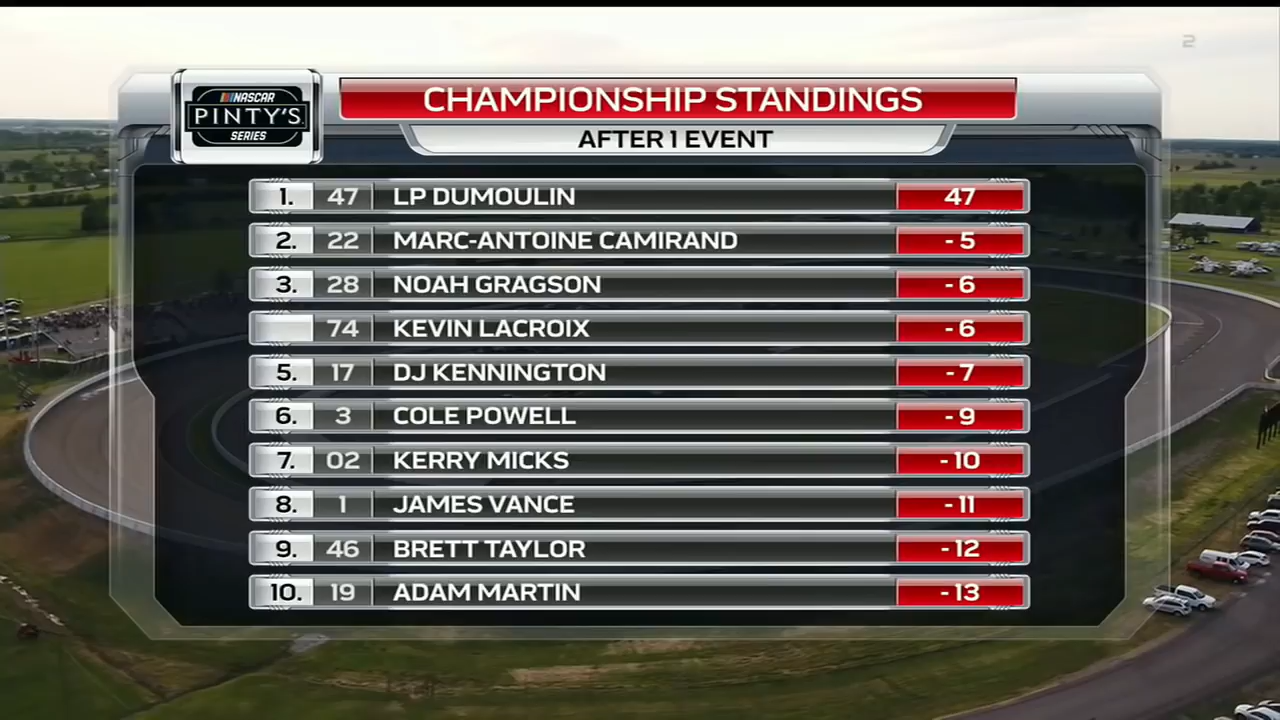 2
NASCAR
PINTY'S
SERIES
CHAMPIONSHIP STANDINGS
AFTER 1 EVENT
1. 47 LP DUMOULIN 47
2. 22 MARC-ANTOINE CAMIRAND - 5
3. 28 NOAH GRAGSON - 6
74 KEVIN LACROIX - 6
5. 17 DJ KENNINGTON - 7
6. 3 COLE POWELL - 9
7. 02 KERRY MICKS - 10
8. 1 JAMES VANCE - 11
9. 46 BRETT TAYLOR - 12
10. 19 ADAM MARTIN - 13